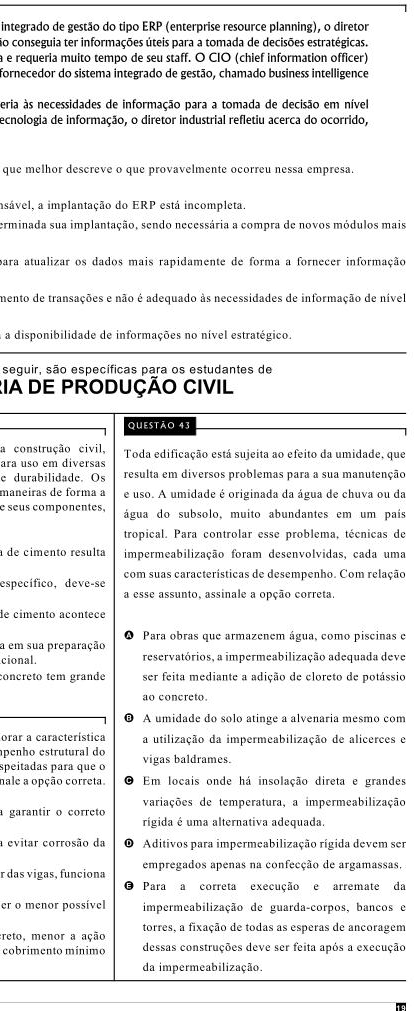 integrado de gestão do tipo ERP (enterprise resource planning), o diretor
ão conseguia ter informações úteis para a tomada de decisões estratégicas.
a e requeria muito tempo de seu staff. O CIO (chief information officer)
fornecedor do sistema integrado de gestão, chamado business intelligence
eria às necessidades de informação para a tomada de decisão em nível
ecnologia de informação, o diretor industrial refletiu acerca do ocorrido,
que melhor descreve o que provavelmente ocorreu nessa empresa.
nsável, a implantação do ERP está incompleta.
erminada sua implantação, sendo necessária a compra de novos módulos mais
para atualizar os dados mais rapidamente de forma a fornecer informação
mento de transações e não é adequado às necessidades de informação de nível
a disponibilidade de informações no nível estratégico.
seguir, são específicas para os estudantes de
RIA DE PRODUÇÃO CIVIL
a construção civil,
ara uso em diversas
e durabilidade. Os
maneiras de forma a
e seus componentes,
a de cimento resulta
específico, deve-se
de cimento acontece
a em sua preparação
cional.
concreto tem grande
orar a característica
npenho estrutural do
speitadas para que o
nale a opção correta.
a garantir o correto
a evitar corrosão da
r das vigas, funciona
er o menor possível
creto, menor a ação
cobrimento mínimo
QUESTÃO 43
Toda edificação está sujeita ao efeito da umidade, que
resulta em diversos problemas para a sua manutenção
e uso. A umidade é originada da água de chuva ou da
água do subsolo, muito abundantes em um país
tropical. Para controlar esse problema, técnicas de
impermeabilização foram desenvolvidas, cada uma
com suas características de desempenho. Com relação
a esse assunto, assinale a opção correta.
A Para obras que armazenem água, como piscinas e
reservatórios, a impermeabilização adequada deve
ser feita mediante a adição de cloreto de potássio
ao concreto.
B A umidade do solo atinge a alvenaria mesmo com
a utilização da impermeabilização de alicerces e
vigas baldrames.
C Em locais onde há insolação direta e grandes
variações de temperatura, a impermeabilização
rígida é uma alternativa adequada.
D Aditivos para impermeabilização rígida devem ser
empregados apenas na confecção de argamassas.
E Para a correta execução e arremate da
impermeabilização de guarda-corpos, bancos e
torres, a fixação de todas as esperas de ancoragem
dessas construções deve ser feita após a execução
da impermeabilização.
19